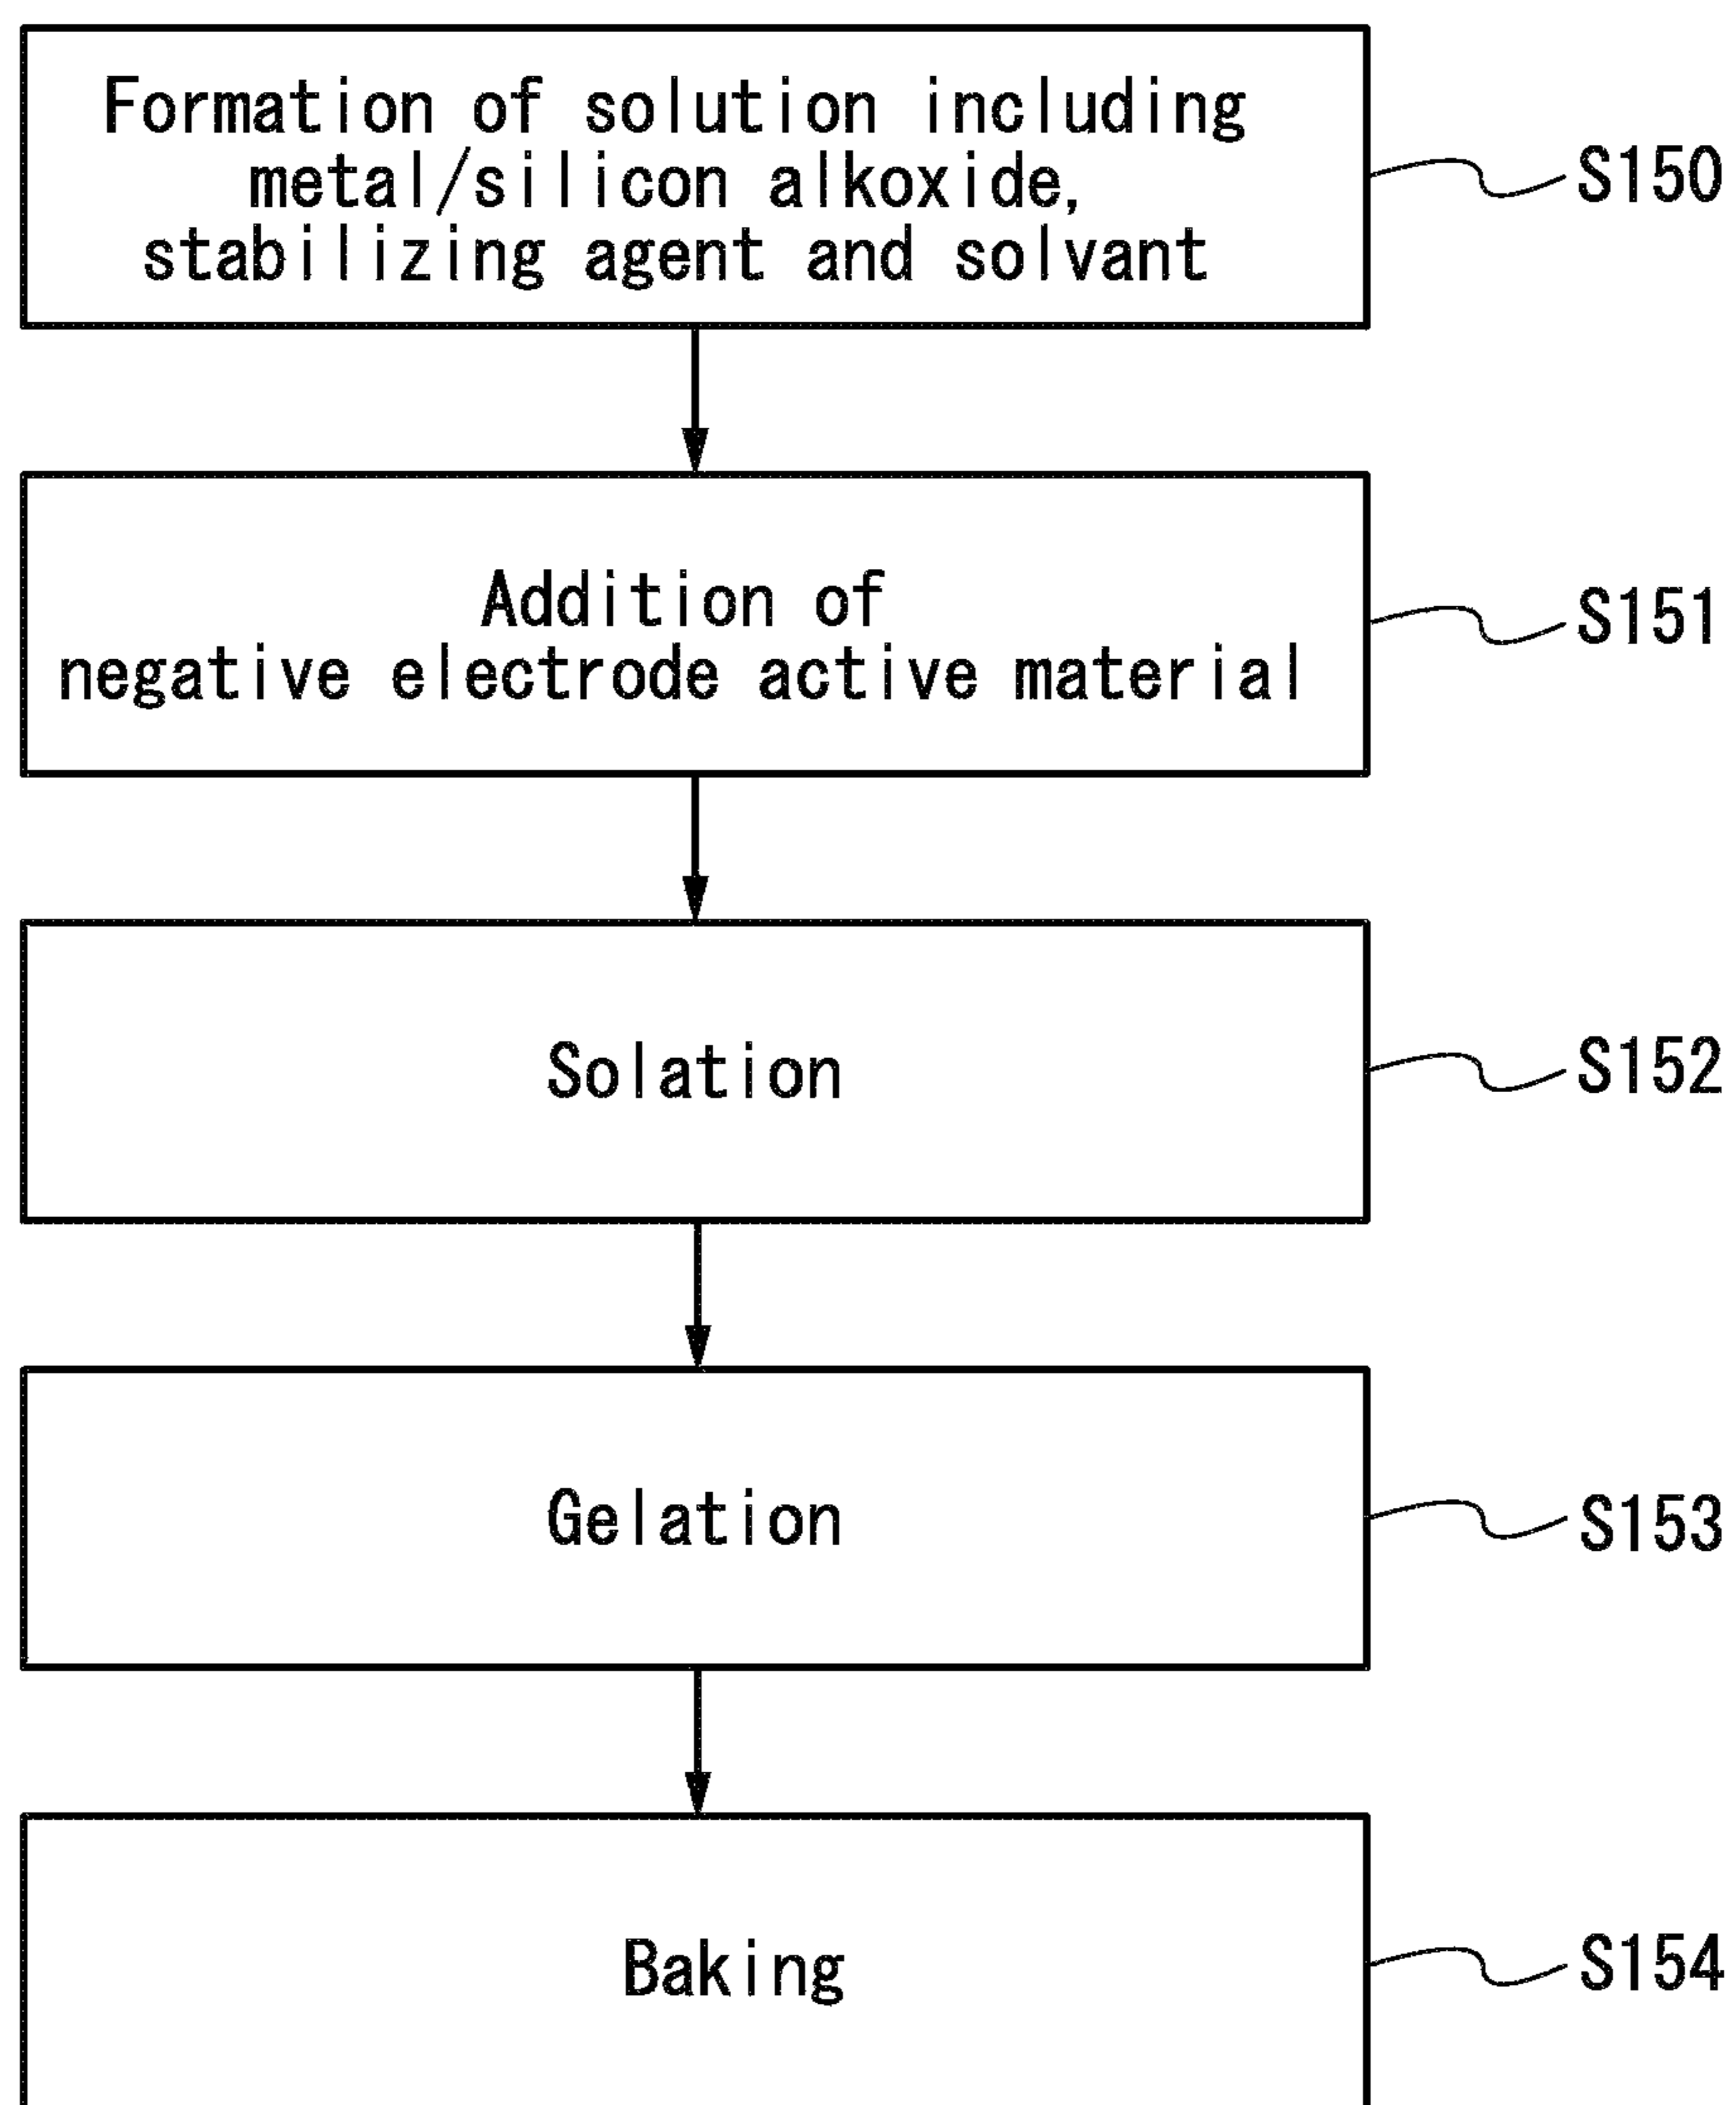 Formation of solution including
metal/silicon alkoxide,
stabilizing agent and solvant
S150
Addition of
negative electrode active material
S151
Solation
S152
Gelation
S153
Baking
S154